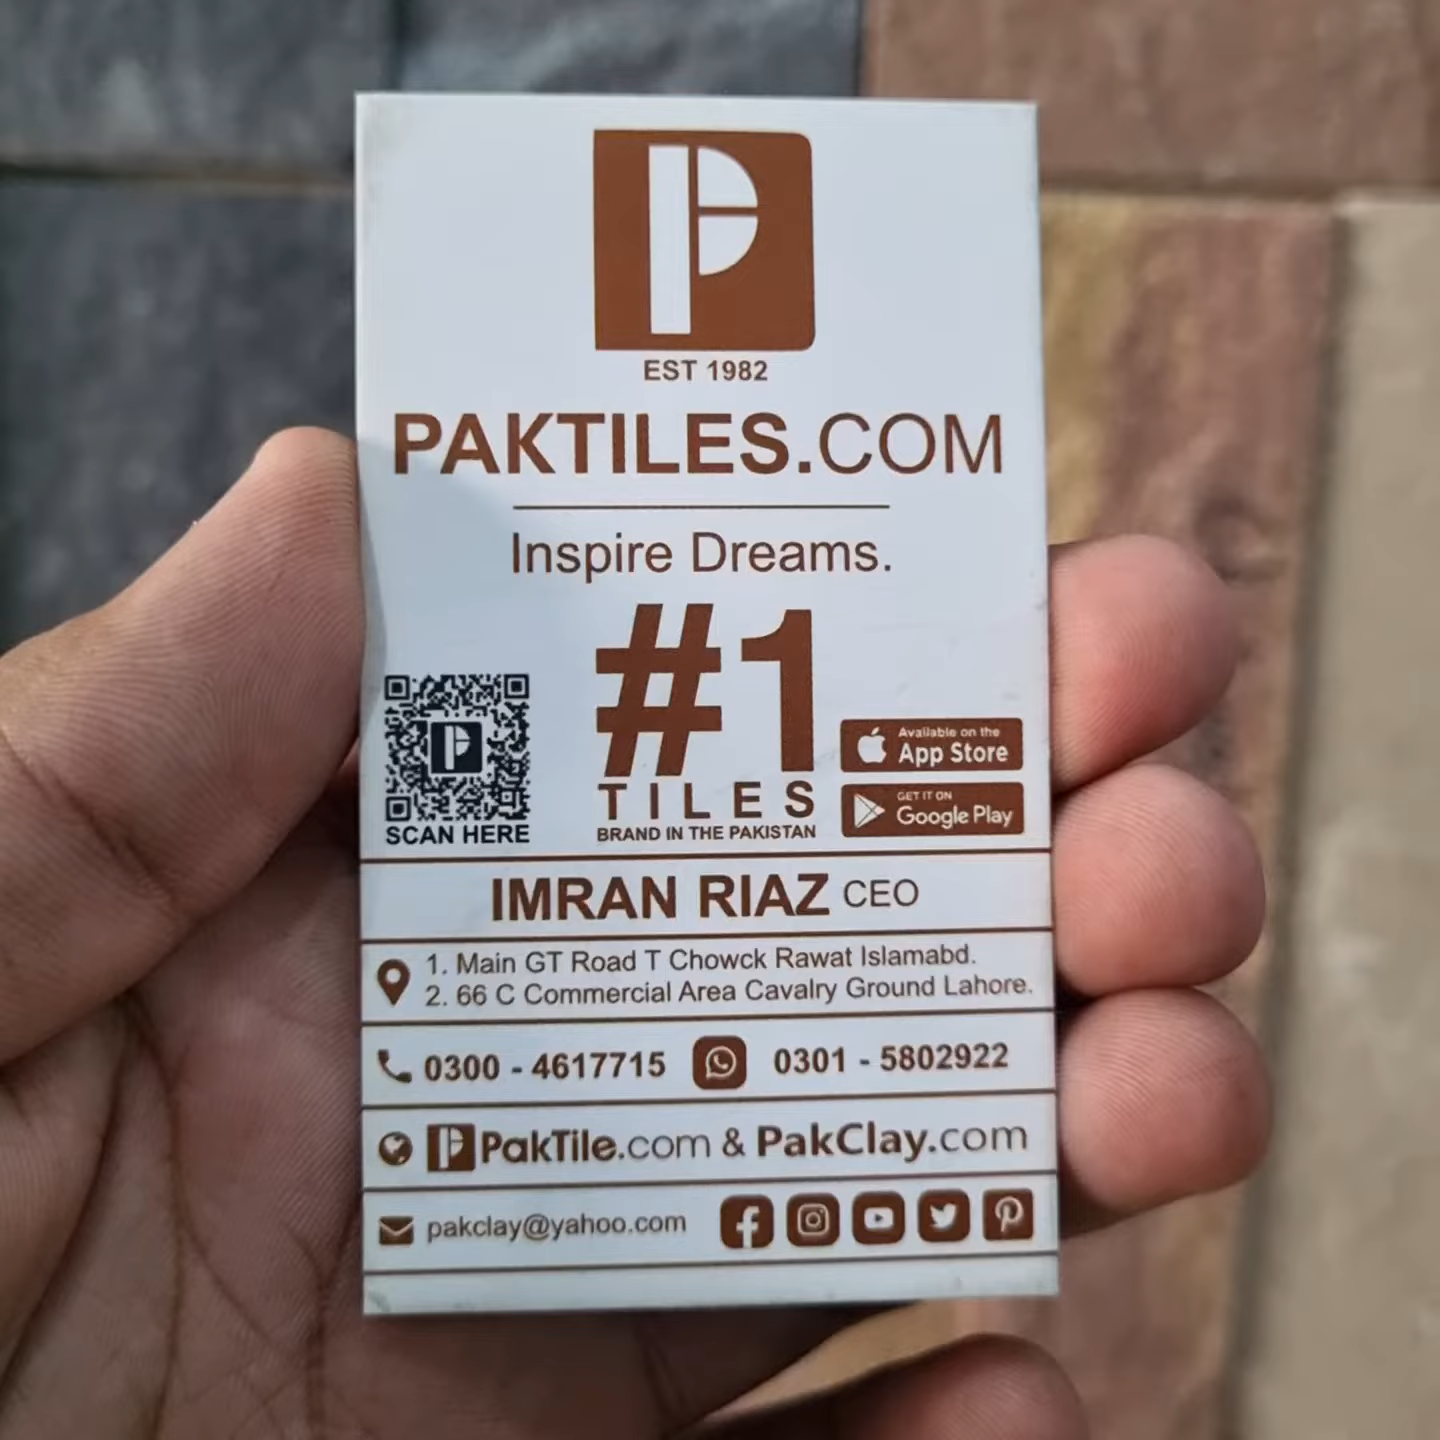 P
EST 1982
PAKTILES.COM
Inspire Dreams.
#1
TILES
BRAND IN THE PAKISTAN
P
SCAN HERE
Available on the
App Store
GET IT ON
Google Play
IMRAN RIAZ CEO
1. Main GT Road T Chowck Rawat Islamabd.
2. 66 C Commercial Area Cavalry Ground Lahore.
0300 - 4617715 0301 - 5802922
P PakTile.com & PakClay.com
pakclay@yahoo.com